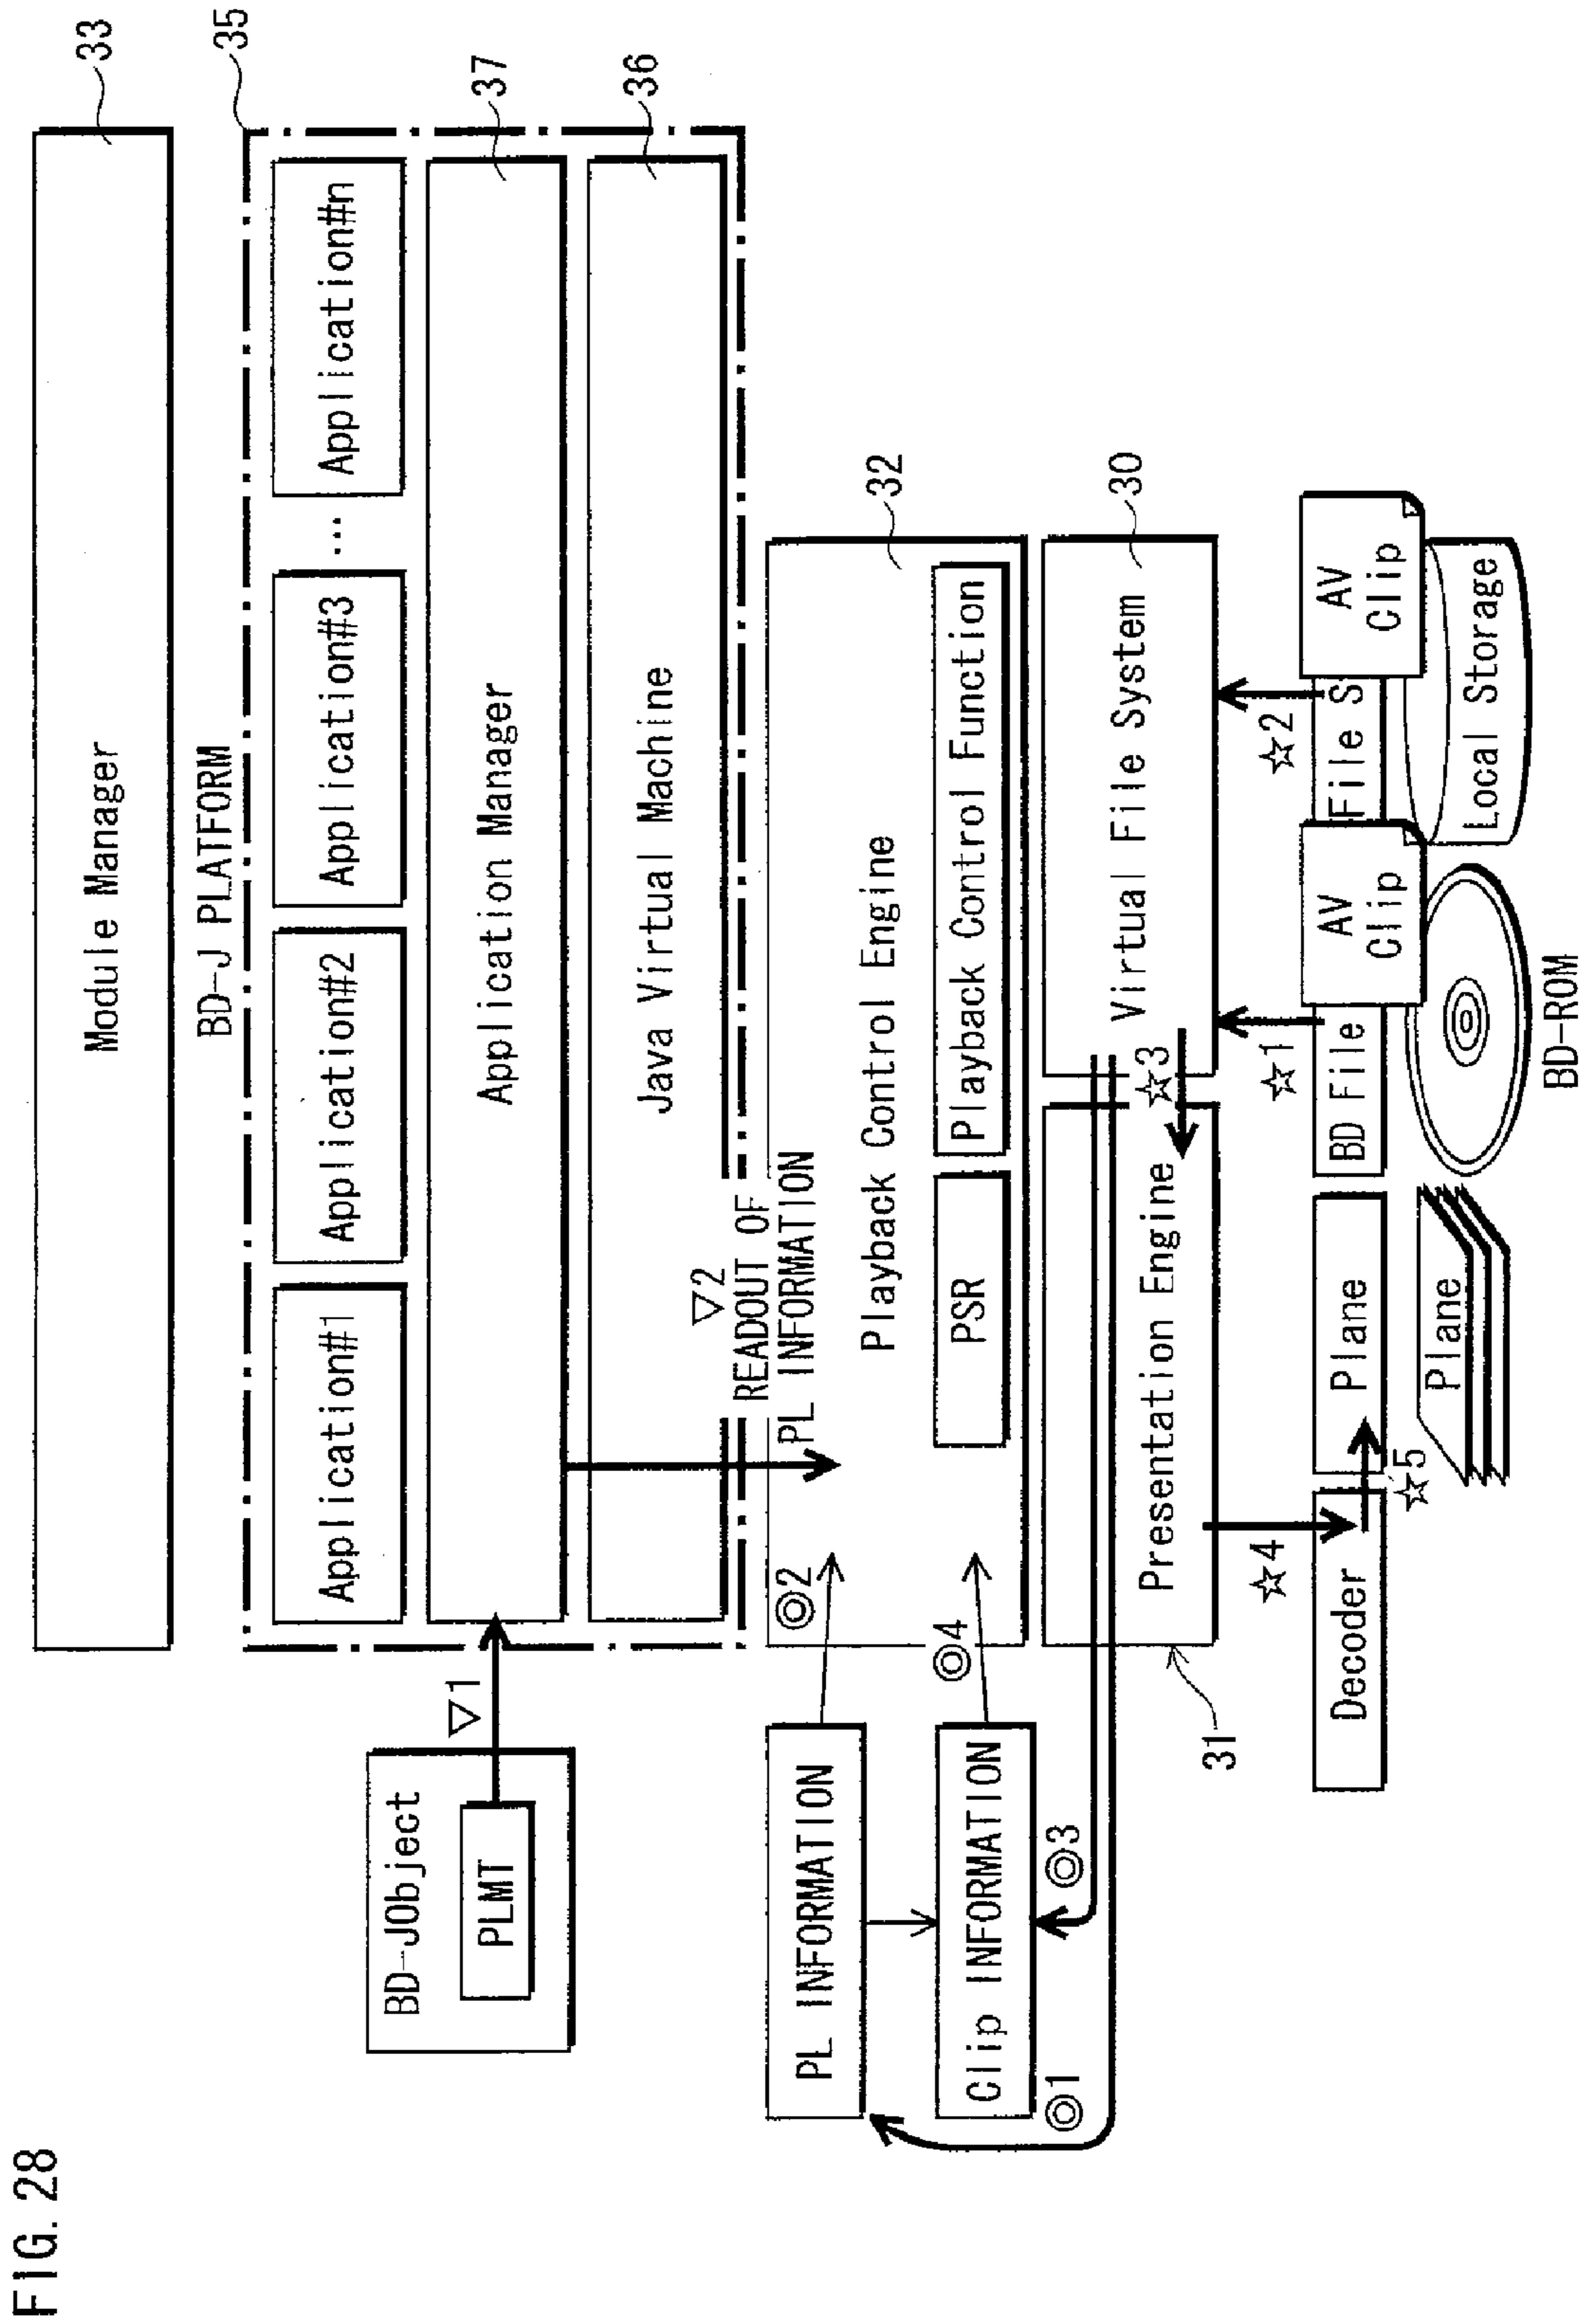 FIG. 28
Module Manager
33
BD-J PLATFORM
35
Application#1
Application#2
Application#3
...
Application#n
BD-JObject
PLMT
▽1
Application Manager
37
Java Virtual Machine
36
▽2
READOUT OF
PL INFORMATION
PL INFORMATION
◎2
Playback Control Engine
32
Clip INFORMATION
◎4
PSR
Playback Control Function
◎1
◎3
31
Presentation Engine
☆3
Virtual File System
30
☆4
☆1
☆2
Decoder
Plane
BD File
AV
Clip
File S
AV
Clip
☆5
Plane
Local Storage
BD-ROM